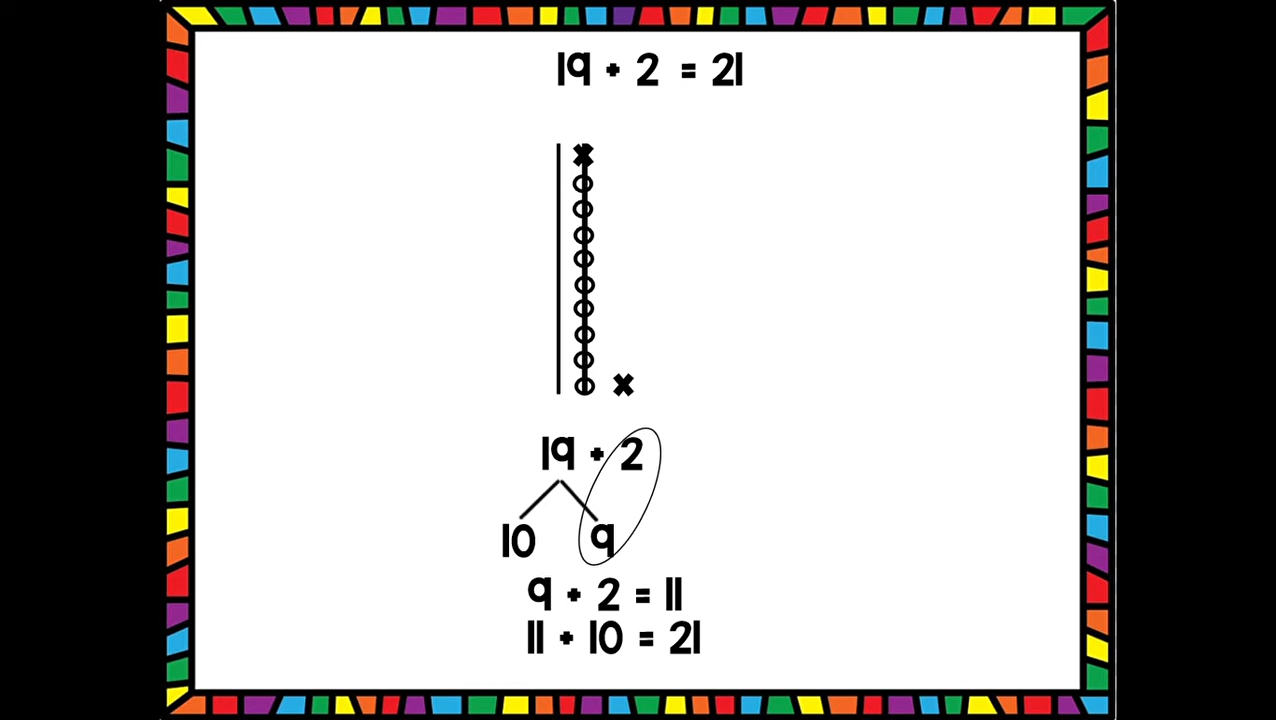 19 + 2 = 21
19 + 2
10 9
9 + 2 = 11
11 + 10 = 21